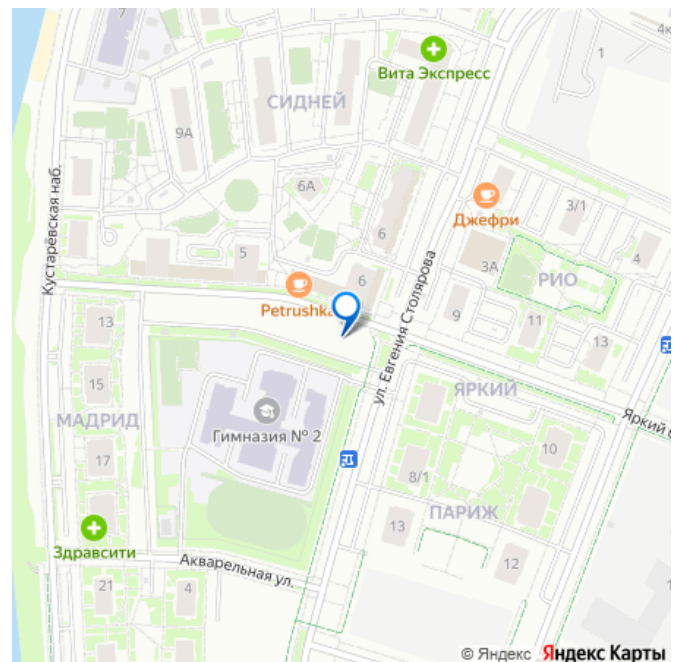 7
4к
1
Вита Экспресс
СИДНЕЙ
9А
6А
3/1
Кустарёвская наб.
Джефри
6
5
3А
4
РИО
6
Petrushka
ул. Евгения Столярова
9
11
13
13
15
ЯРКИЙ
Яркий
МАДРИД
Гимназия № 2
17
10
8/1
ПАРИЖ
13
Здравсити
12
Акварельная ул.
21
4
1
© Яндекс Яндекс Карты